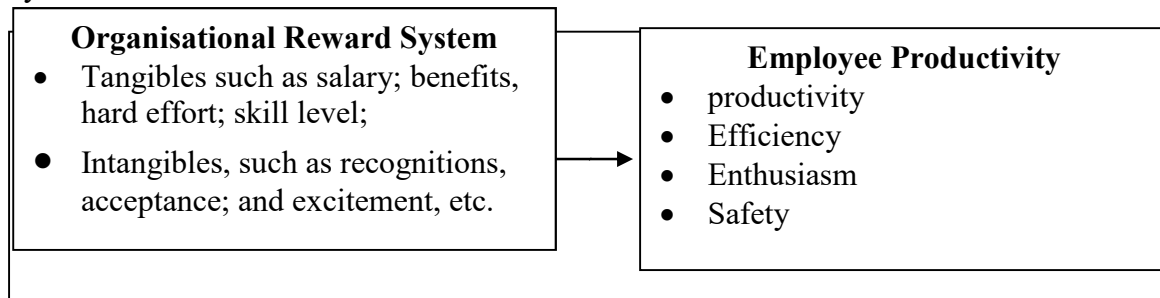 Organisational Reward System
• Tangibles such as salary; benefits,
hard effort; skill level;
• Intangibles, such as recognitions,
acceptance; and excitement, etc.
Employee Productivity
• productivity
• Efficiency
• Enthusiasm
• Safety